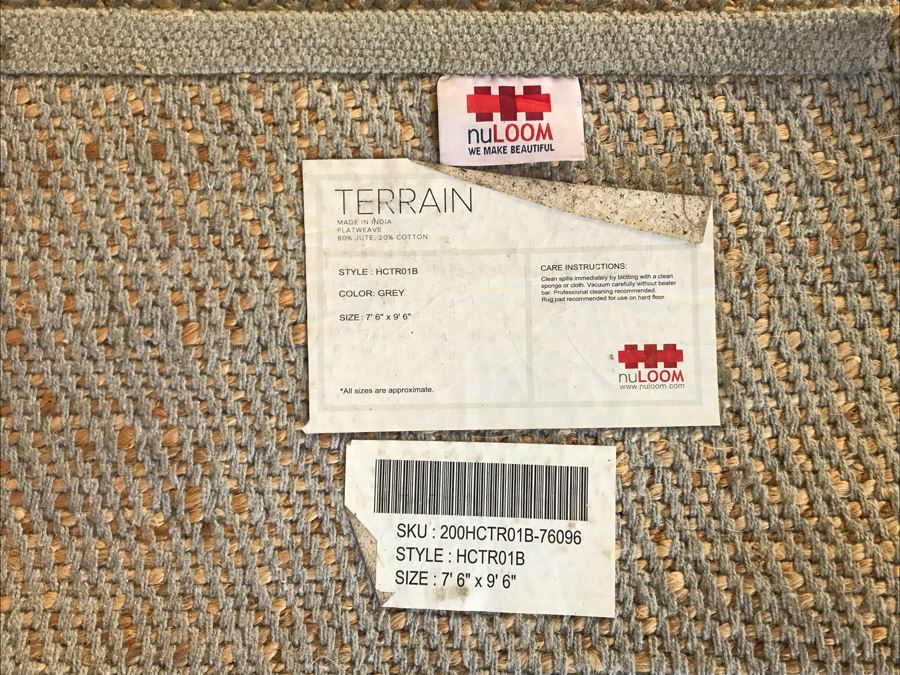 nuLOOM
WE MAKE BEAUTIFUL
TERRAIN
MADE IN INDIA
FLATWEAVE
80% JUTE, 20% COTTON
STYLE : HCTR01B
COLOR: GREY
SIZE : 7' 6" x 9' 6"
*All sizes are approximate.
CARE INSTRUCTIONS:
Clean spills immediately by blotting with a clean
sponge or cloth. Vacuum carefully without beater
bar. Professional cleaning recommended.
Rug pad recommended for use on hard floor.
nuLOOM
www.nuloom.com
SKU : 200HCTR01B-76096
STYLE : HCTR01B
SIZE : 7' 6" x 9' 6"